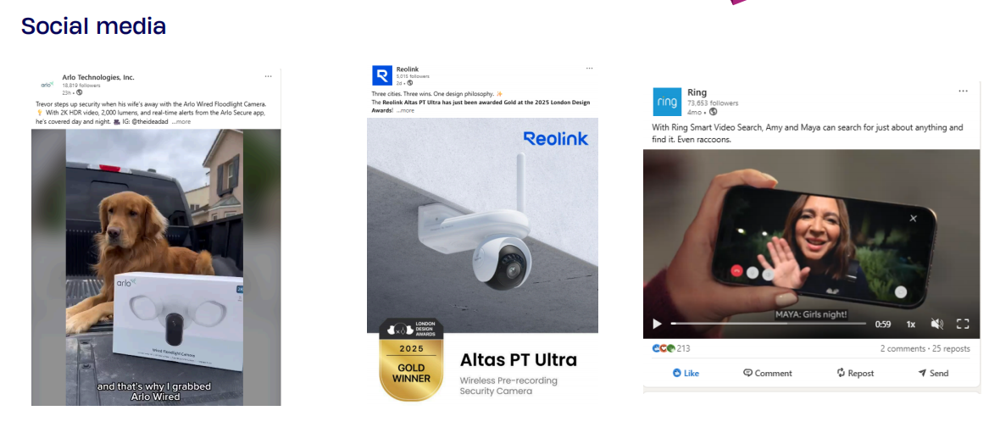 Social media
arlo
Arlo Technologies, Inc.
18,819 followers
23h •
Trevor steps up security when his wife's away with the Arlo Wired Floodlight Camera.
💡 With 2K HDR video, 2,000 lumens, and real-time alerts from the Arlo Secure app,
he's covered day and night. IG: @theideadad ...more
arlo
2K
Wired Floodlight Camera
and that's why I grabbed
Arlo Wired
Reolink
5,015 followers
2d •
Three cities. Three wins. One design philosophy. ✨
The Reolink Altas PT Ultra has just been awarded Gold at the 2025 London Design
Awards! ...more
Reolink
LONDON
DESIGN
AWARDS
2025
GOLD
WINNER
Altas PT Ultra
Wireless Pre-recording
Security Camera
ring
Ring
73,653 followers
4mo •
With Ring Smart Video Search, Amy and Maya can search for just about anything and
find it. Even raccoons.
MAYA: Girls night!
0:59
1x
213
2 comments · 25 reposts
Like
Comment
Repost
Send